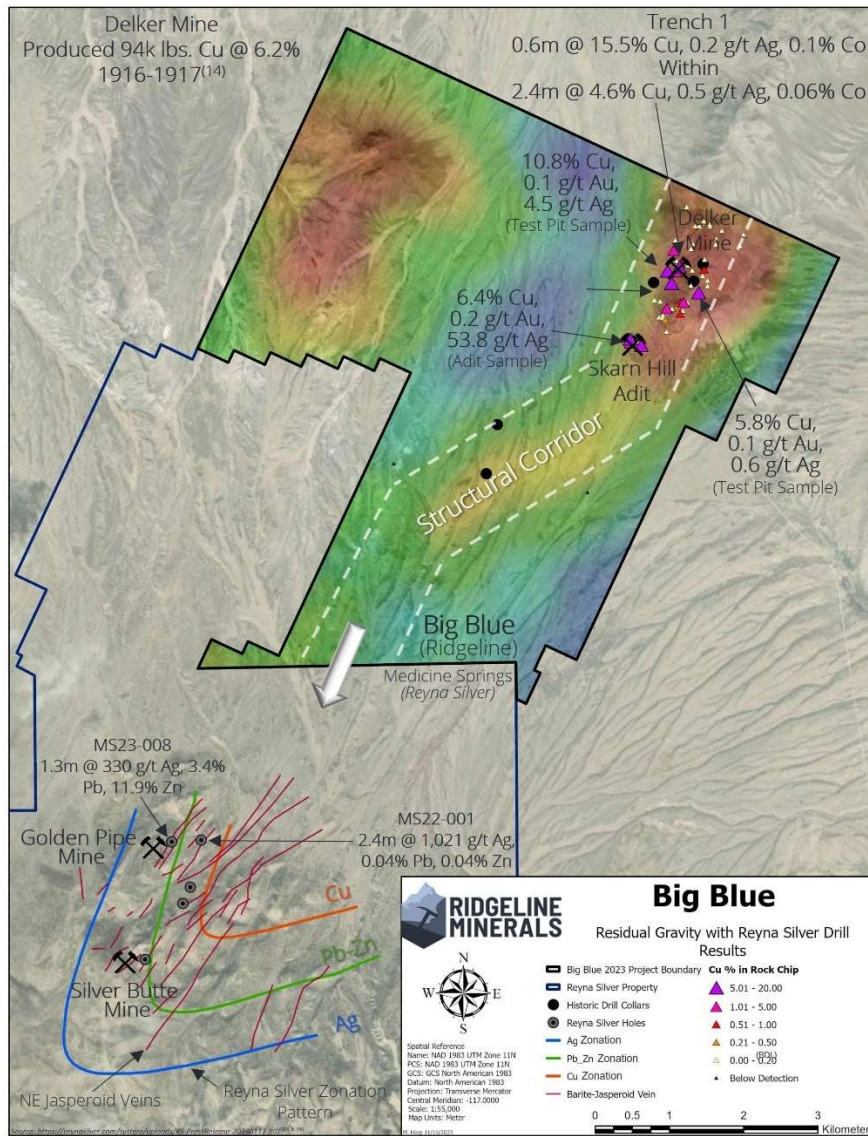 Delker Mine
Produced 94k lbs. Cu @ 6.2%
1916-1917(14)
Trench 1
0.6m @ 15.5% Cu, 0.2 g/t Ag, 0.1% Co
Within
2.4m @ 4.6% Cu, 0.5 g/t Ag, 0.06% Co
10.8% Cu,
0.1 g/t Au,
4.5 g/t Ag
(Test Pit Sample)
Delker
Mine
6.4% Cu,
0.2 g/t Au,
53.8 g/t Ag
(Adit Sample)
Skarn Hill
Adit
5.8% Cu,
0.1 g/t Au,
0.6 g/t Ag
(Test Pit Sample)
Structural Corridor
Big Blue
(Ridgeline)
Medicine Springs
(Reyna Silver)
MS23-008
1.3m @ 330 g/t Ag, 3.4%
Pb, 11.9% Zn
MS22-001
2.4m @ 1,021 g/t Ag,
0.04% Pb, 0.04% Zn
Golden Pipe
Mine
Cu
Pb-Zn
Silver Butte
Mine
Ag
NE Jasperoid Veins
Reyna Silver Zonation
Pattern
RIDGELINE
MINERALS
Big Blue
Residual Gravity with Reyna Silver Drill
Results
N
W E
S
Spatial Reference
Name: NAD 1983 UTM Zone 11N
PCS: NAD 1983 UTM Zone 11N
GCS: GCS North American 1983
Datum: North American 1983
Projection: Transverse Mercator
Central Meridian: -117.0000
Scale: 1:55,000
Map Units: Meter
Big Blue 2023 Project Boundary
Reyna Silver Property
Historic Drill Collars
Reyna Silver Holes
Ag Zonation
Pb_Zn Zonation
Cu Zonation
Barite-Jasperoid Vein
Cu % in Rock Chip
5.01 - 20.00
1.01 - 5.00
0.51 - 1.00
0.21 - 0.50
0.00 - 0.20
(BDL)
Below Detection
0 0.5 1 2 3
Kilometer